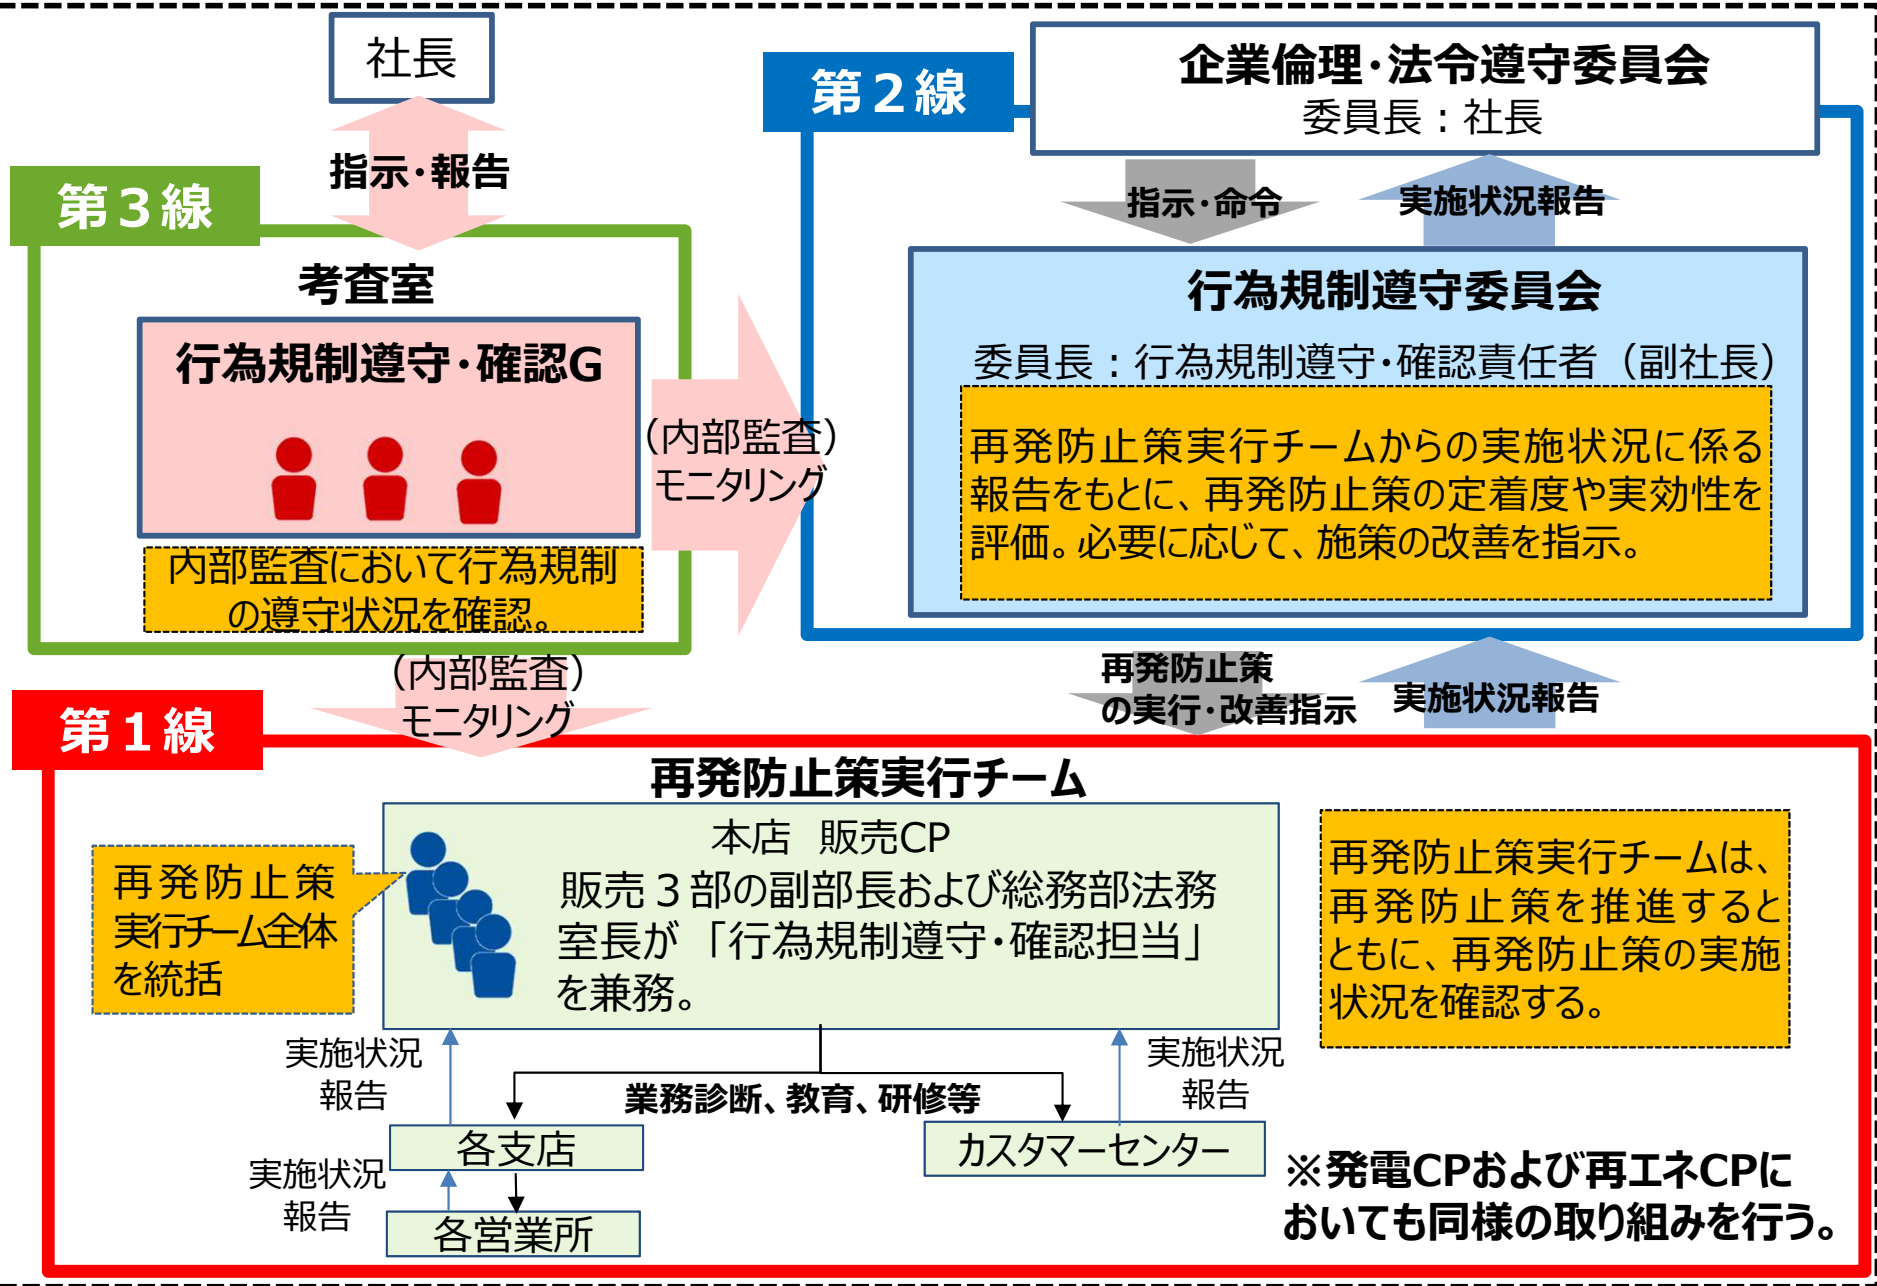 社長
指示・報告
第３線
考査室
行為規制遵守・確認G
内部監査において行為規制
の遵守状況を確認。
（内部監査）
モニタリング
第２線
企業倫理・法令遵守委員会
委員長：社長
指示・命令
実施状況報告
行為規制遵守委員会
委員長：行為規制遵守・確認責任者（副社長）
再発防止策実行チームからの実施状況に係る
報告をもとに、再発防止策の定着度や実効性を
評価。必要に応じて、施策の改善を指示。
（内部監査）
モニタリング
再発防止策
の実行・改善指示
実施状況報告
第１線
再発防止策実行チーム
本店　販売CP
販売３部の副部長および総務部法務
室長が「行為規制遵守・確認担当」
を兼務。
再発防止策
実行チーム全体
を統括
再発防止策実行チームは、
再発防止策を推進すると
ともに、再発防止策の実施
状況を確認する。
実施状況
報告
業務診断、教育、研修等
実施状況
報告
各支店
カスタマーセンター
実施状況
報告
各営業所
※発電CPおよび再エネCPに
おいても同様の取り組みを行う。